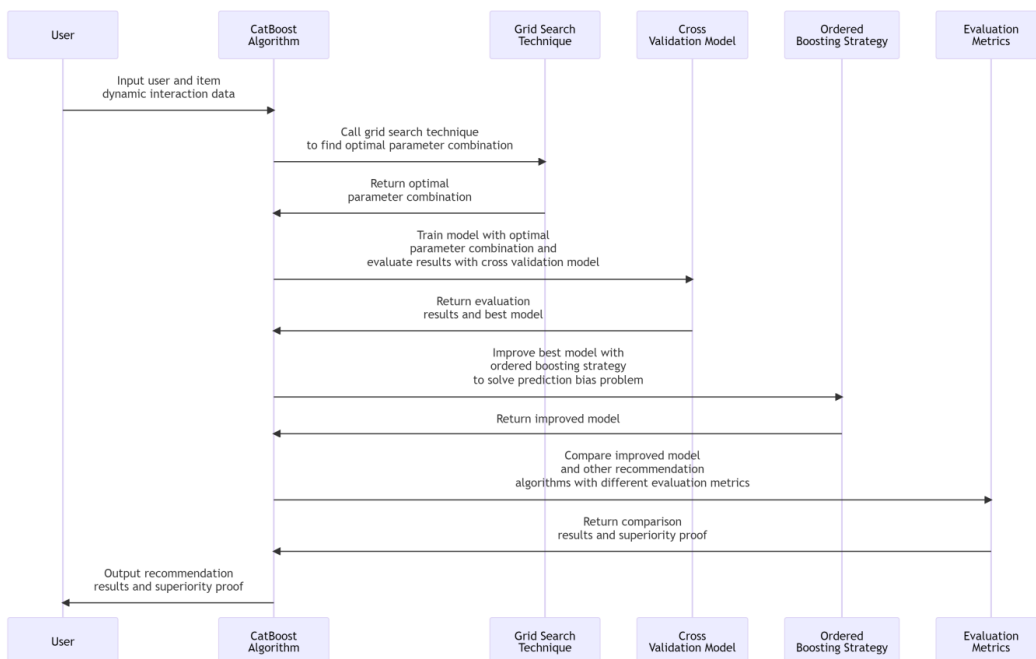 User
CatBoost
Algorithm
Grid Search
Technique
Cross
Validation Model
Ordered
Boosting Strategy
Evaluation
Metrics
Input user and item
dynamic interaction data
Call grid search technique
to find optimal parameter combination
Return optimal
parameter combination
Train model with optimal
parameter combination and
evaluate results with cross validation model
Return evaluation
results and best model
Improve best model with
ordered boosting strategy
to solve prediction bias problem
Return improved model
Compare improved model
and other recommendation
algorithms with different evaluation metrics
Return comparison
results and superiority proof
Output recommendation
results and superiority proof
User
CatBoost
Algorithm
Grid Search
Technique
Cross
Validation Model
Ordered
Boosting Strategy
Evaluation
Metrics